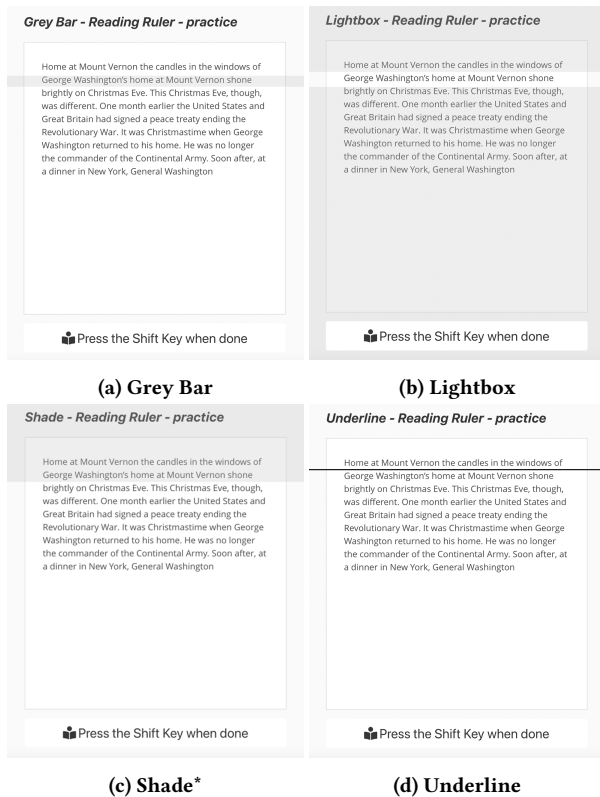 Grey Bar - Reading Ruler - practice
Home at Mount Vernon the candles in the windows of
George Washington's home at Mount Vernon shone
brightly on Christmas Eve. This Christmas Eve, though,
was different. One month earlier the United States and
Great Britain had signed a peace treaty ending the
Revolutionary War. It was Christmastime when George
Washington returned to his home. He was no longer
the commander of the Continental Army. Soon after, at
a dinner in New York, General Washington
Press the Shift Key when done
(a) Grey Bar
Lightbox - Reading Ruler - practice
Home at Mount Vernon the candles in the windows of
George Washington's home at Mount Vernon shone
brightly on Christmas Eve. This Christmas Eve, though,
was different. One month earlier the United States and
Great Britain had signed a peace treaty ending the
Revolutionary War. It was Christmastime when George
Washington returned to his home. He was no longer
the commander of the Continental Army. Soon after, at
a dinner in New York, General Washington
Press the Shift Key when done
(b) Lightbox
Shade - Reading Ruler - practice
Home at Mount Vernon the candles in the windows of
George Washington's home at Mount Vernon shone
brightly on Christmas Eve. This Christmas Eve, though,
was different. One month earlier the United States and
Great Britain had signed a peace treaty ending the
Revolutionary War. It was Christmastime when George
Washington returned to his home. He was no longer
the commander of the Continental Army. Soon after, at
a dinner in New York, General Washington
Press the Shift Key when done
(c) Shade*
Underline - Reading Ruler - practice
Home at Mount Vernon the candles in the windows of
George Washington's home at Mount Vernon shone
brightly on Christmas Eve. This Christmas Eve, though,
was different. One month earlier the United States and
Great Britain had signed a peace treaty ending the
Revolutionary War. It was Christmastime when George
Washington returned to his home. He was no longer
the commander of the Continental Army. Soon after, at
a dinner in New York, General Washington
Press the Shift Key when done
(d) Underline